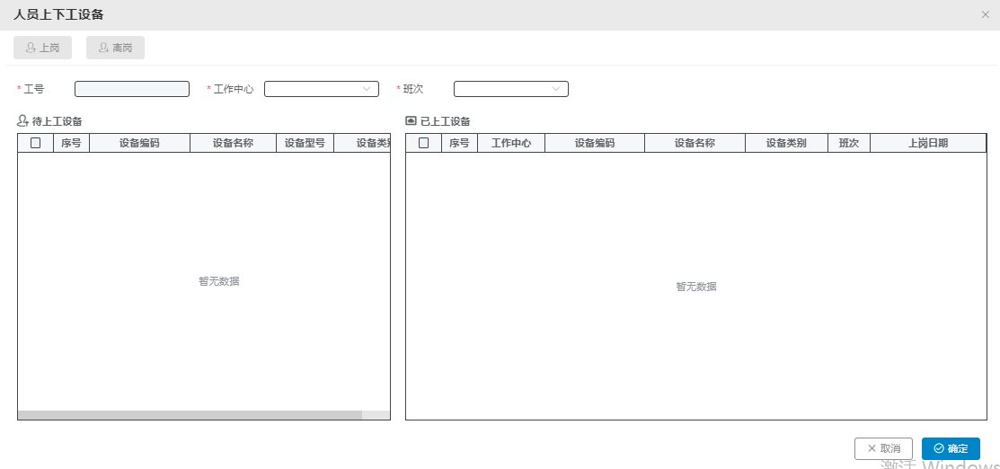 人员上下工设备
上岗 离岗
* 工号 * 工作中心 * 班次
待上工设备
序号 设备编码 设备名称 设备型号 设备类别
暂无数据
已上工设备
序号 工作中心 设备编码 设备名称 设备类别 班次 上岗日期
暂无数据
取消 确定
激活 Windows